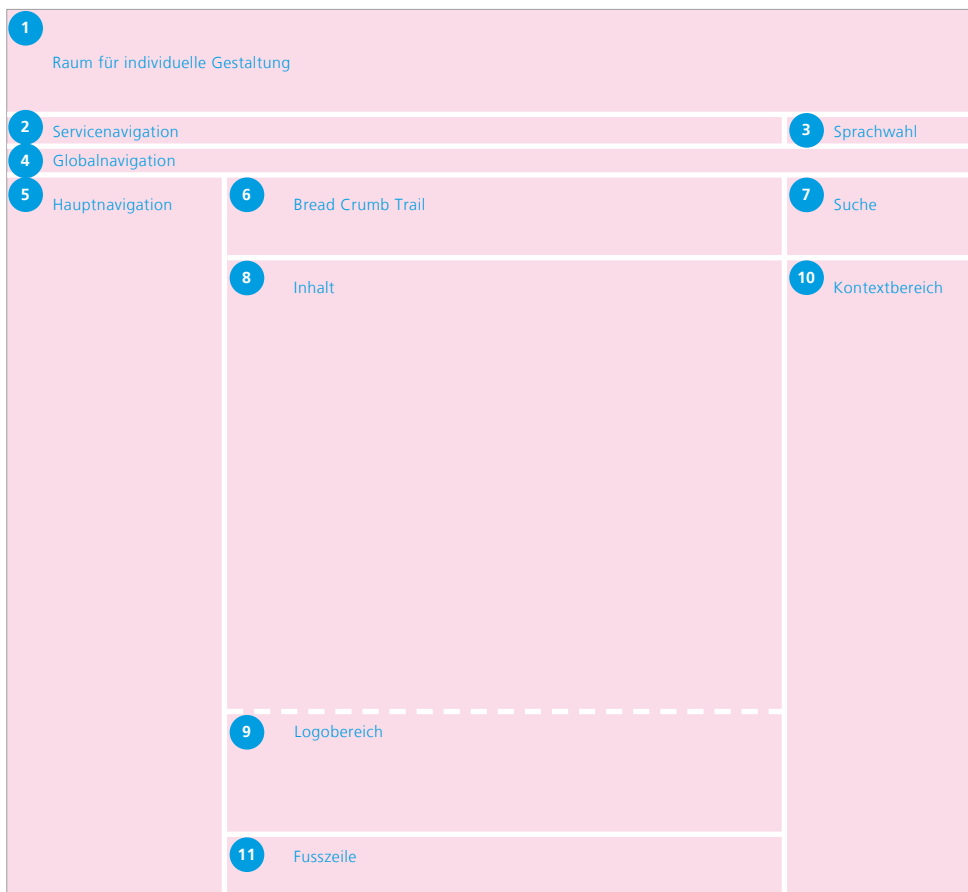 1
Raum für individuelle Gestaltung
2
Servicenavigation
3
Sprachwahl
4
Globalnavigation
5
Hauptnavigation
6
Bread Crumb Trail
7
Suche
8
Inhalt
10
Kontextbereich
9
Logobereich
11
Fusszeile